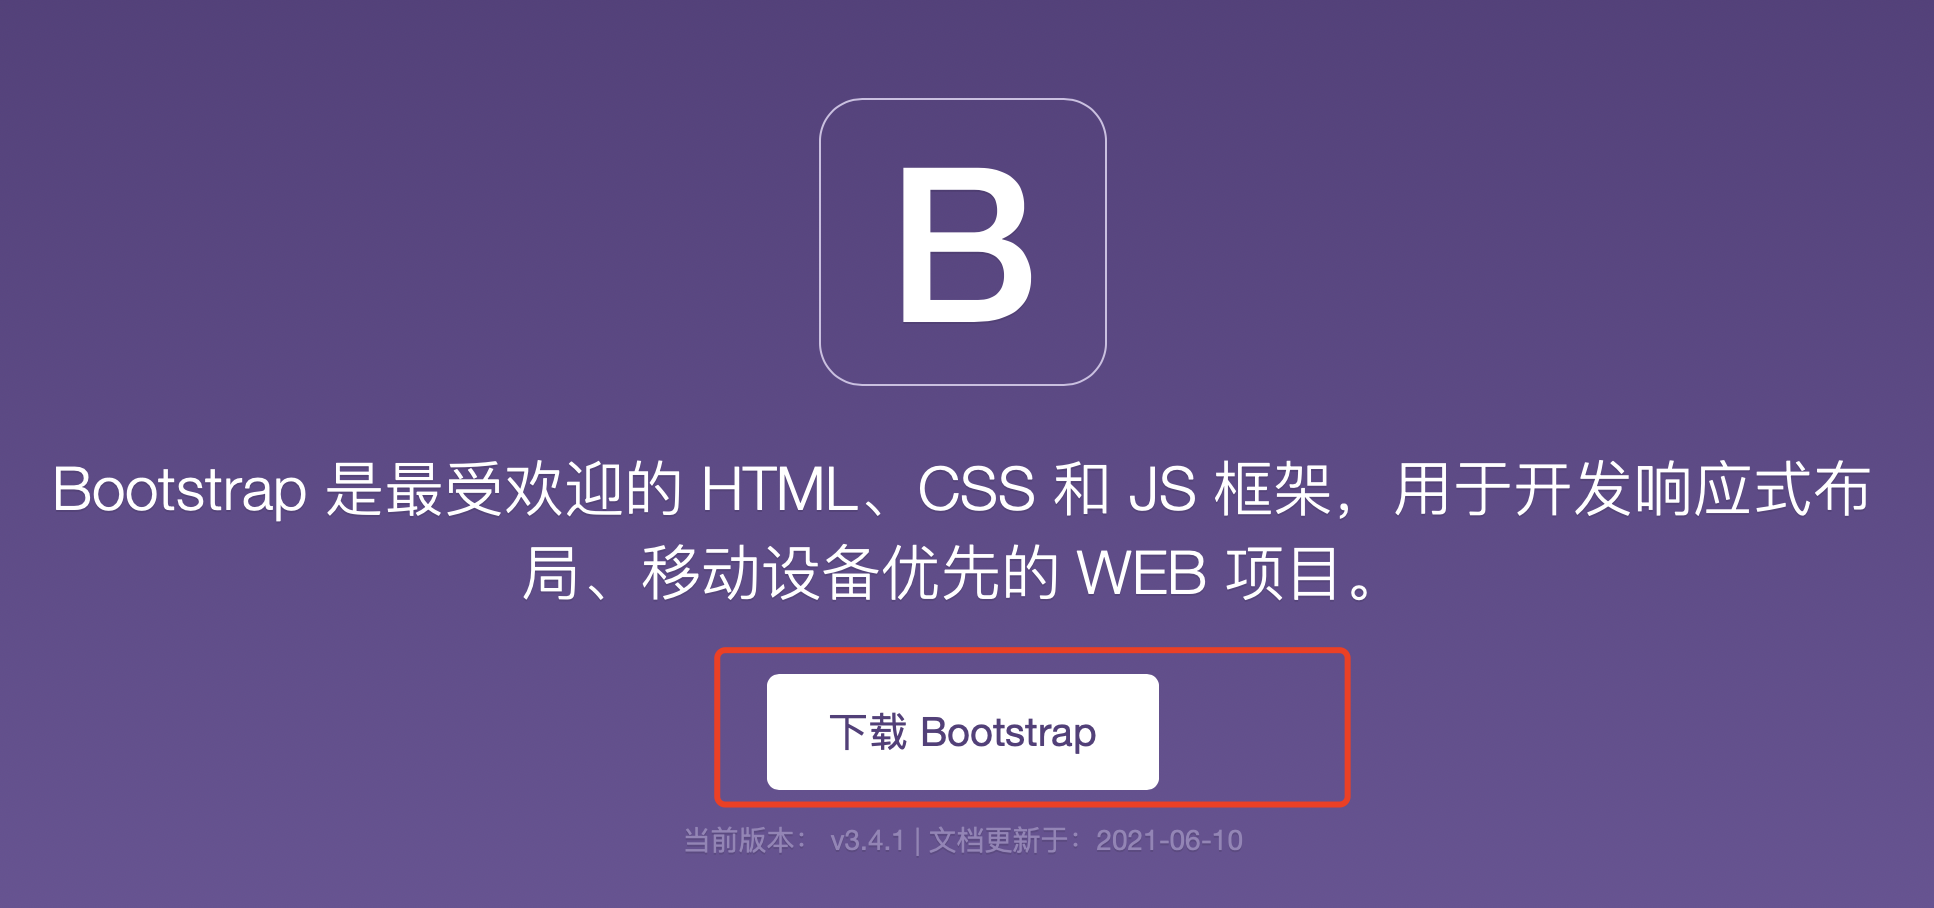 B
Bootstrap 是最受欢迎的 HTML、CSS 和 JS 框架，用于开发响应式布
局、移动设备优先的 WEB 项目。
下载 Bootstrap
当前版本： v3.4.1 | 文档更新于：2021-06-10